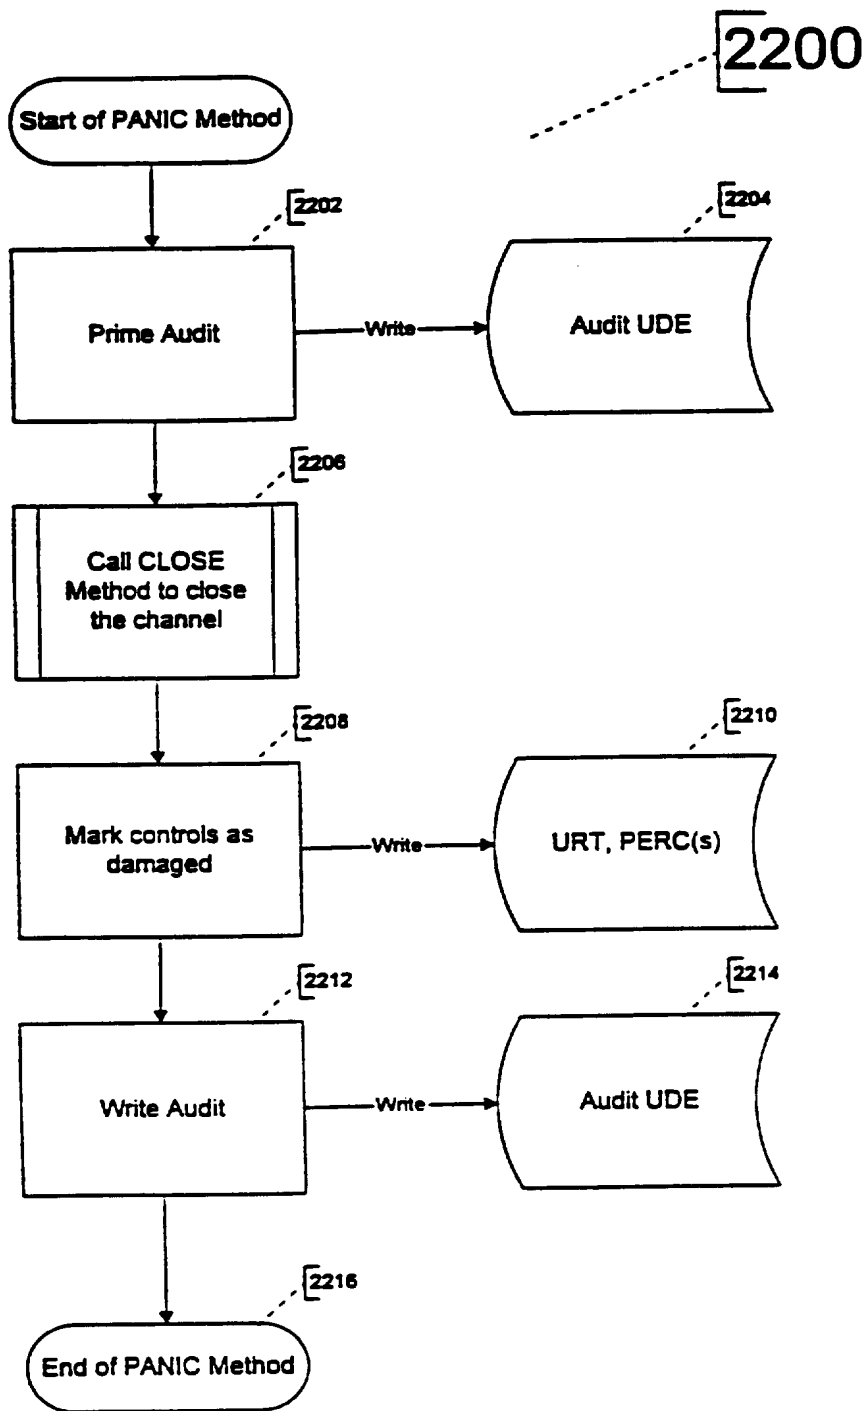 2200
Start of PANIC Method
2202
2204
Prime Audit
Write
Audit UDE
2206
Call CLOSE
Method to close
the channel
2208
2210
Mark controls as
damaged
Write
URT, PERC(s)
2212
2214
Write Audit
Write
Audit UDE
2216
End of PANIC Method